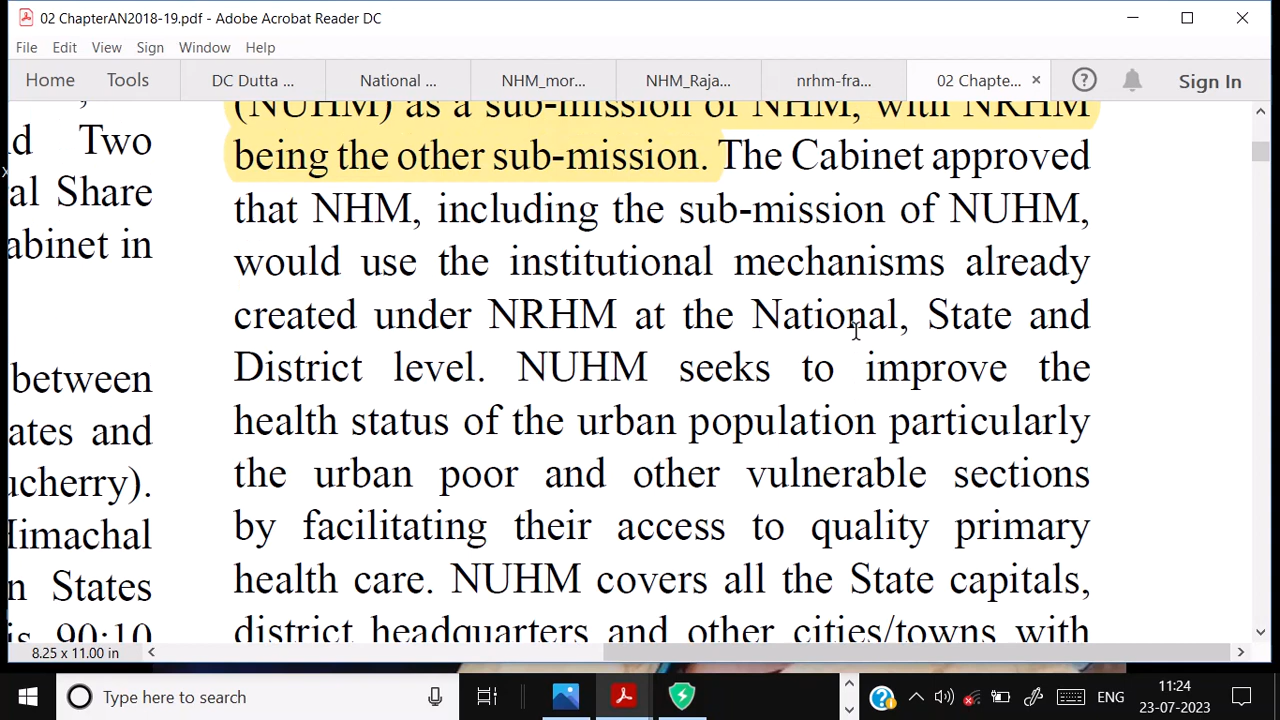 02 ChapterAN2018-19.pdf - Adobe Acrobat Reader DC
File Edit View Sign Window Help
Home Tools DC Dutta ... National ... NHM_mor... NHM_Raja... nrhm-fra... 02 Chapte... Sign In
d Two
al Share
abinet in
between
ates and
ucherry).
Himachal
n States
is 90:10
(NUHM) as a sub-mission of NHM, with NRHM
being the other sub-mission. The Cabinet approved
that NHM, including the sub-mission of NUHM,
would use the institutional mechanisms already
created under NRHM at the National, State and
District level. NUHM seeks to improve the
health status of the urban population particularly
the urban poor and other vulnerable sections
by facilitating their access to quality primary
health care. NUHM covers all the State capitals,
district headquarters and other cities/towns with
8.25 x 11.00 in
Type here to search
ENG
11:24
23-07-2023